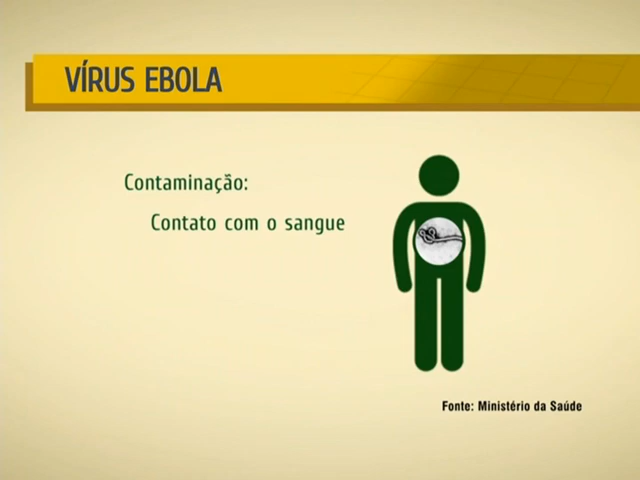 VÍRUS EBOLA
Contaminação:
Contato com o sangue
Fonte: Ministério da Saúde